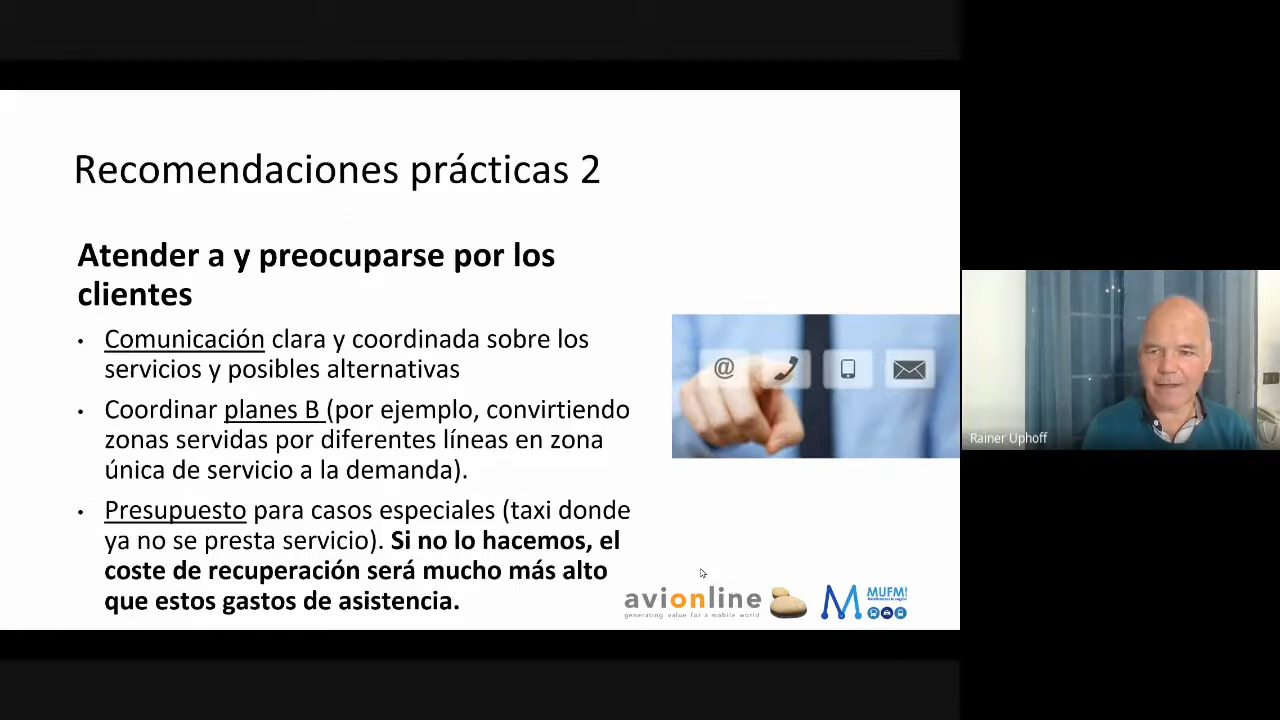 Recomendaciones prácticas 2
Atender a y preocuparse por los
clientes
• Comunicación clara y coordinada sobre los
servicios y posibles alternativas
• Coordinar planes B (por ejemplo, convirtiendo
zonas servidas por diferentes líneas en zona
única de servicio a la demanda).
• Presupuesto para casos especiales (taxi donde
ya no se presta servicio). Si no lo hacemos, el
coste de recuperación será mucho más alto
que estos gastos de asistencia.
@
avionline
generating value for a mobile world
MUFMI
Rainer Uphoff